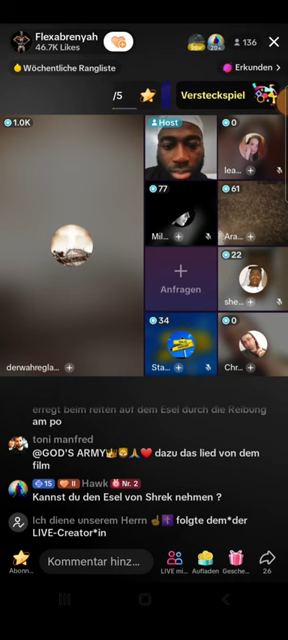 Flexabrenyah
46.7K Likes
20+
136
Wöchentliche Rangliste
Erkunden >
/5
Versteckspiel
1.0K
Host
0
lea...
77
61
Mil...
Ara...
+
Anfragen
22
she...
34
0
derwahregla...
Sta...
Chr...
erregt beim reiten auf dem Esel durch die Reibung
am po
toni manfred
@GOD'S ARMY👑🦁🙏❤️ dazu das lied von dem
film
15 II Hawk Nr. 2
Kannst du den Esel von Shrek nehmen ?
Ich diene unserem Herrn ☝🏾✝️ folgte dem*der
LIVE-Creator*in
Kommentar hinz...
Abonn...
LIVE mi...
Aufladen
Gesche...
26